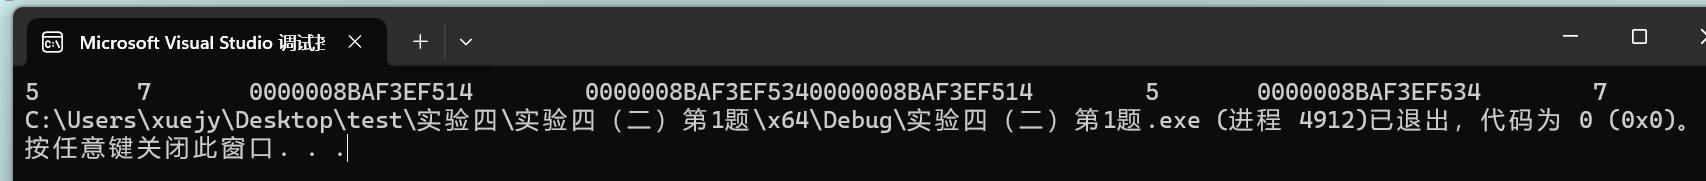 Microsoft Visual Studio 调试
5 7 0000008BAF3EF514 0000008BAF3EF5340000008BAF3EF514 5 0000008BAF3EF534 7
C:\Users\xuejy\Desktop\test\实验四\实验四（二）第1题\x64\Debug\实验四（二）第1题.exe (进程 4912)已退出，代码为 0 (0x0)。
按任意键关闭此窗口. . .